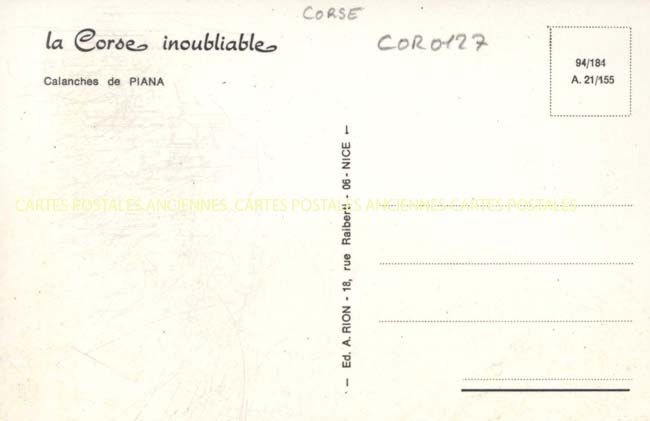 CORSE
la Corse inoubliable
COR0127
94/184
A. 21/155
Calanches de PIANA
CARTES POSTALES ANCIENNES CARTES POSTALES ANCIENNES CARTES POSTALES
— Ed. A. RION - 18, rue Raiberti - 06 - NICE —